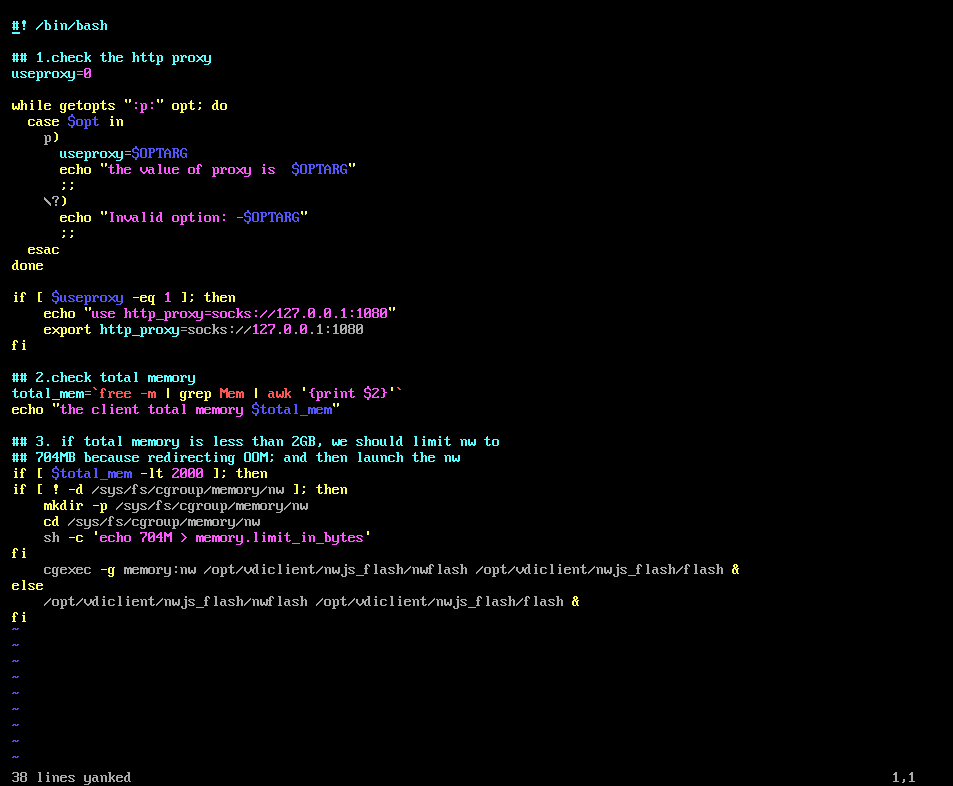 #! /bin/bash

## 1.check the http proxy
useproxy=0

while getopts ":p:" opt; do
  case $opt in
    p)
      useproxy=$OPTARG
      echo "the value of proxy is  $OPTARG"
      ;;
    \?)
      echo "Invalid option: -$OPTARG"
      ;;
  esac
done

if [ $useproxy -eq 1 ]; then
    echo "use http_proxy=socks://127.0.0.1:1080"
    export http_proxy=socks://127.0.0.1:1080
fi

## 2.check total memory
total_mem=`free -m | grep Mem | awk '{print $2}'`
echo "the client total memory $total_mem"

## 3. if total memory is less than 2GB, we should limit nw to
## 704MB because redirecting OOM; and then launch the nw
if [ $total_mem -lt 2000 ]; then
if [ ! -d /sys/fs/cgroup/memory/nw ]; then
    mkdir -p /sys/fs/cgroup/memory/nw
    cd /sys/fs/cgroup/memory/nw
    sh -c 'echo 704M > memory.limit_in_bytes'
fi
    cgexec -g memory:nw /opt/vdiclient/nwjs_flash/nwflash /opt/vdiclient/nwjs_flash/flash &
else
    /opt/vdiclient/nwjs_flash/nwflash /opt/vdiclient/nwjs_flash/flash &
fi
~
~
~
~
~
~
~
~
~
38 lines yanked 1,1